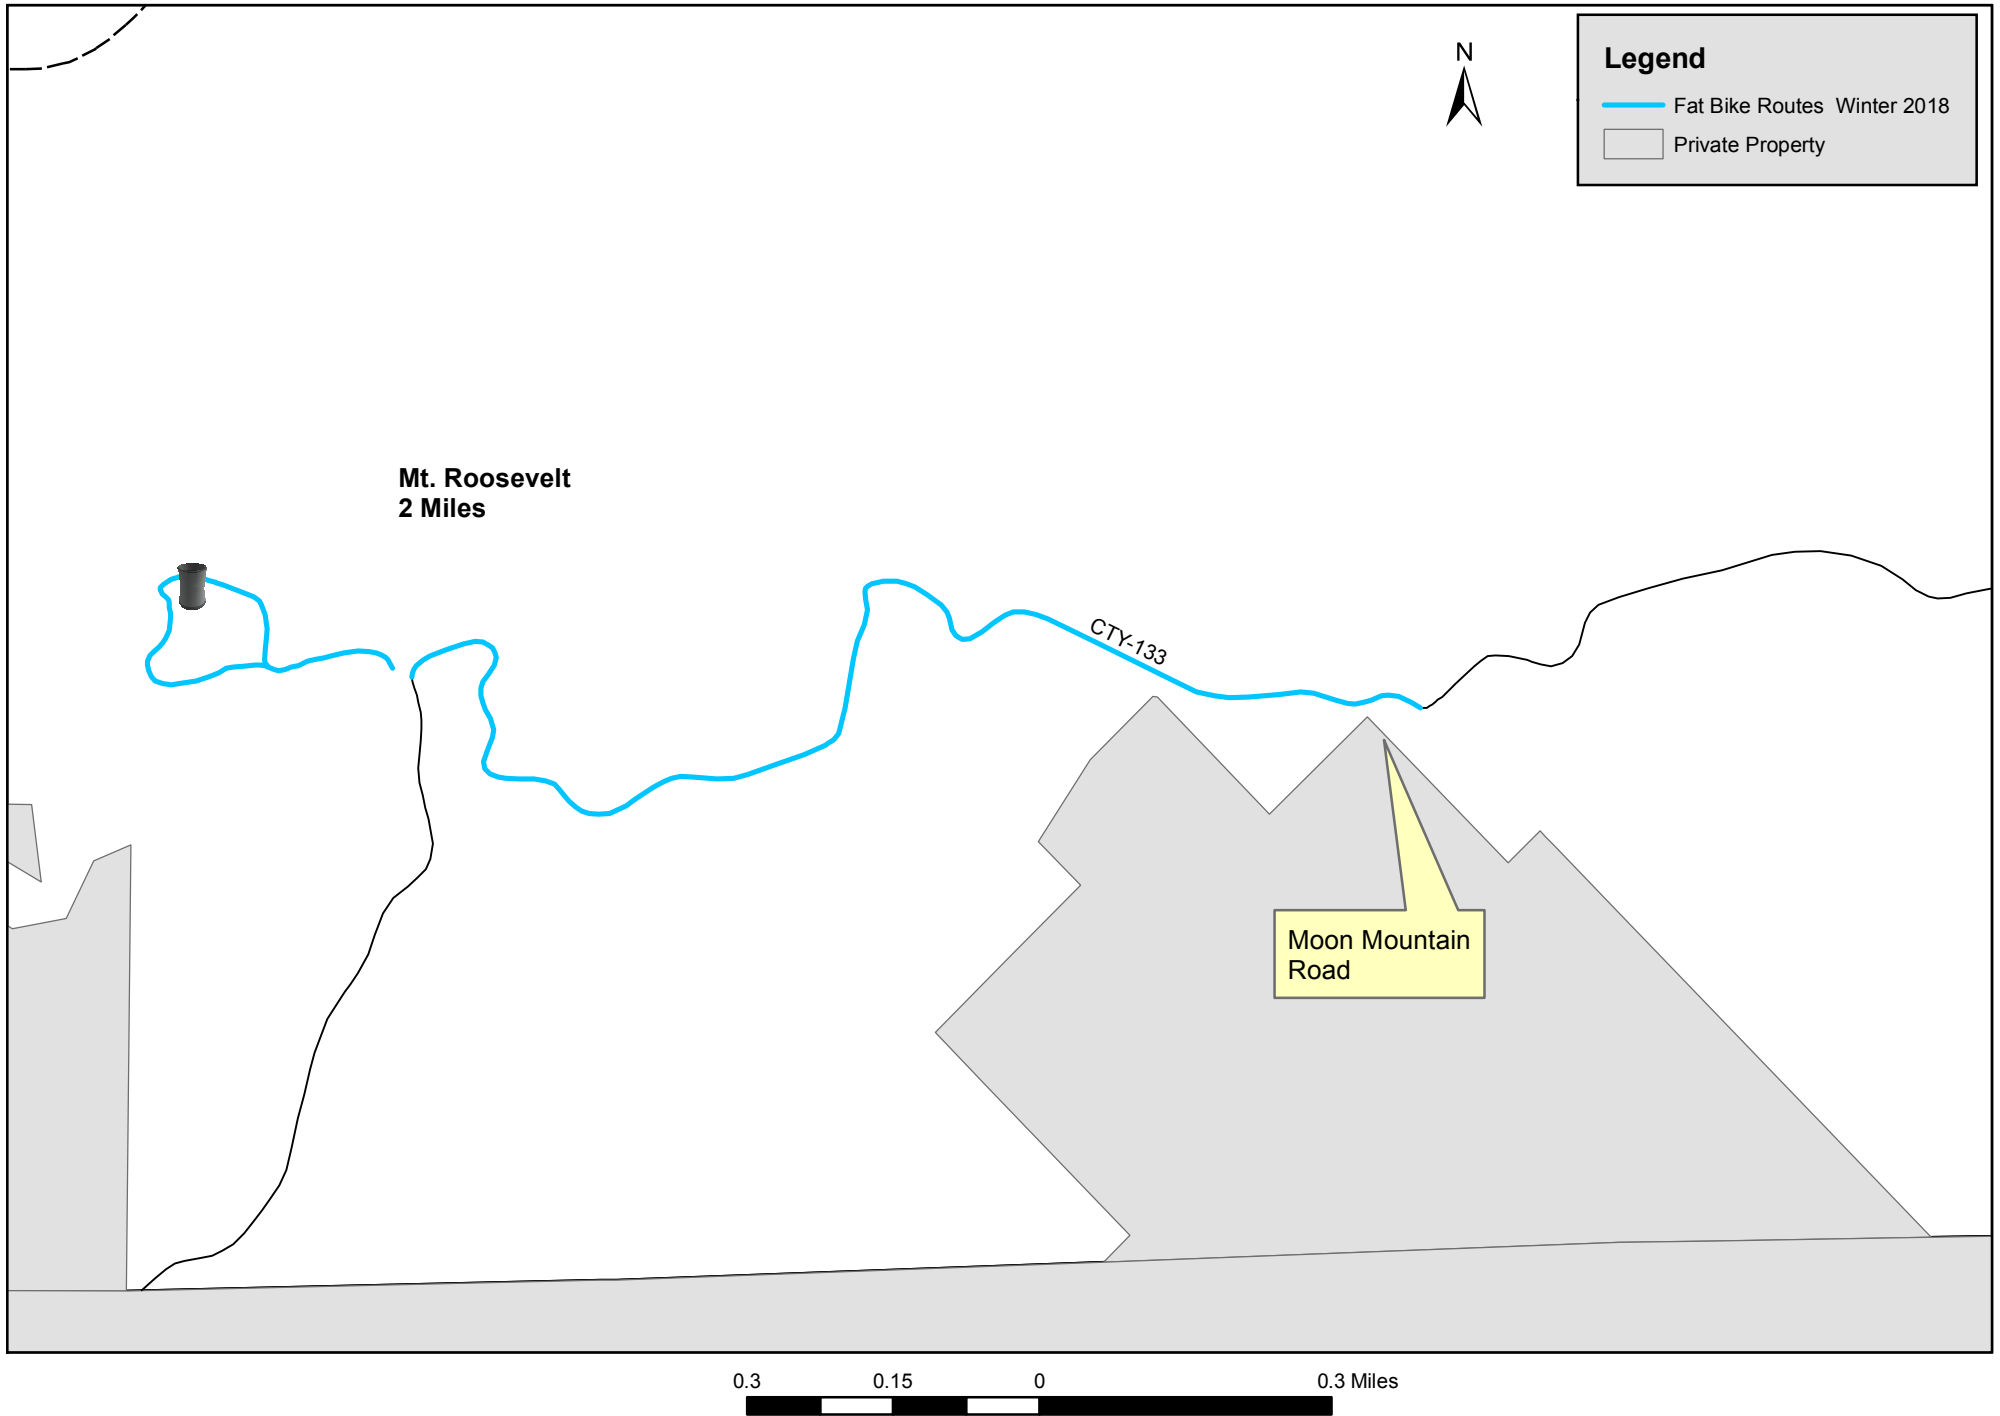 N
Legend
Fat Bike Routes  Winter 2018
Private Property
Mt. Roosevelt
2 Miles
CTY-133
Moon Mountain
Road
0.3 0.15 0 0.3 Miles